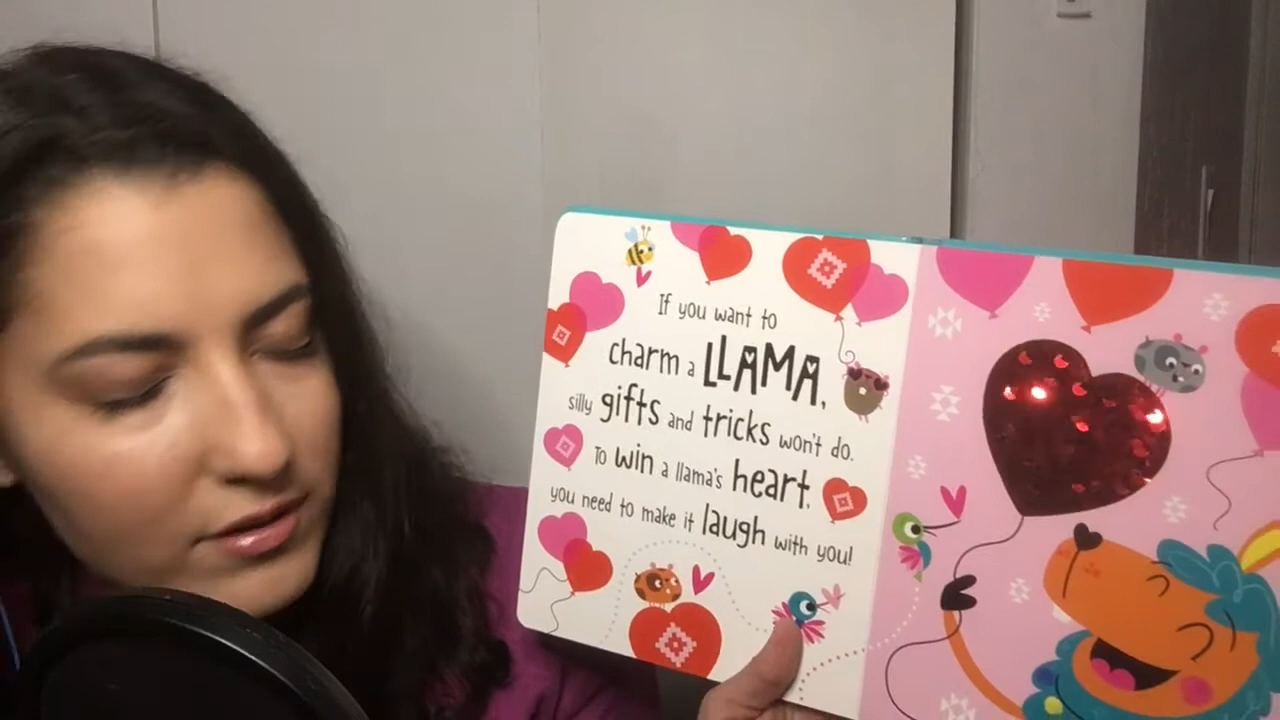 If you want to
charm a LLAMA,
silly gifts and tricks won't do.
To win a llama's heart,
you need to make it laugh with you!